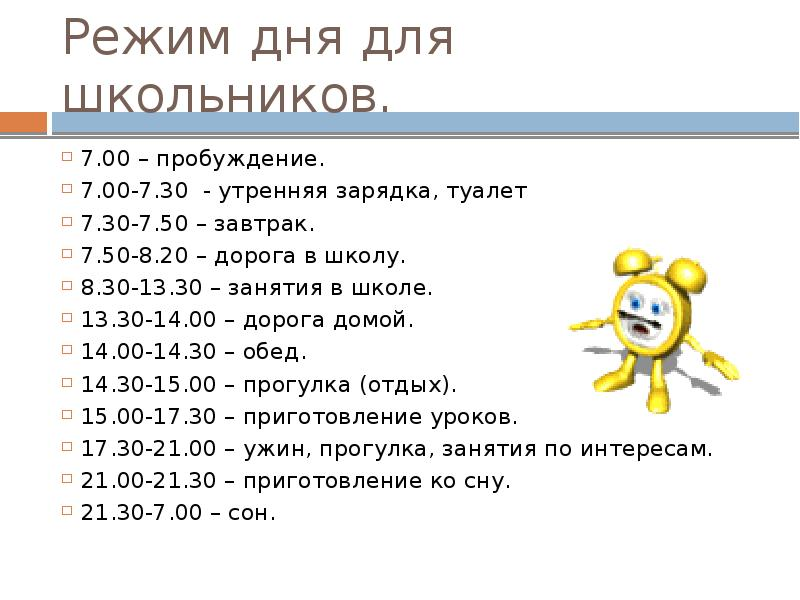 Режим дня для
школьников.
7.00 – пробуждение.
7.00-7.30  - утренняя зарядка, туалет
7.30-7.50 – завтрак.
7.50-8.20 – дорога в школу.
8.30-13.30 – занятия в школе.
13.30-14.00 – дорога домой.
14.00-14.30 – обед.
14.30-15.00 – прогулка (отдых).
15.00-17.30 – приготовление уроков.
17.30-21.00 – ужин, прогулка, занятия по интересам.
21.00-21.30 – приготовление ко сну.
21.30-7.00 – сон.